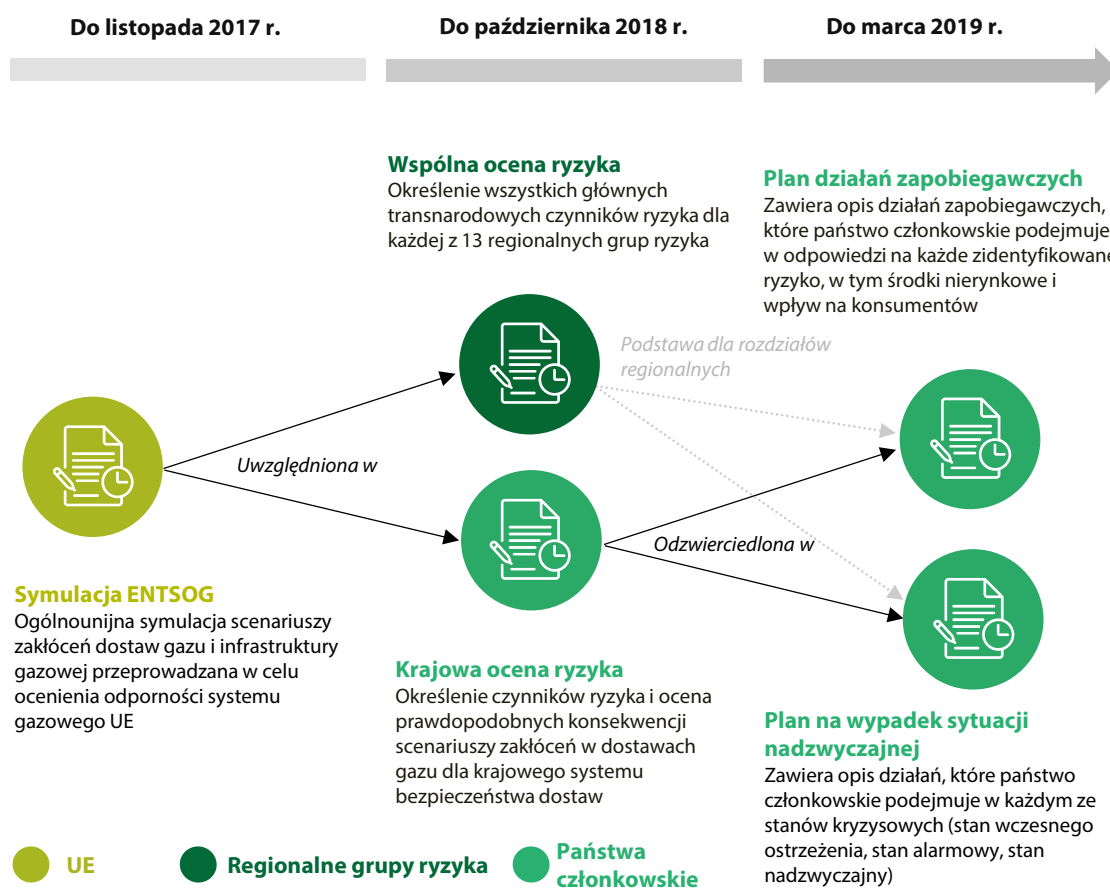 Do listopada 2017 r.
Do października 2018 r.
Do marca 2019 r.
Wspólna ocena ryzyka
Określenie wszystkich głównych
transnarodowych czynników ryzyka dla
każdej z 13 regionalnych grup ryzyka
Plan działań zapobiegawczych
Zawiera opis działań zapobiegawczych,
które państwo członkowskie podejmuje
w odpowiedzi na każde zidentyfikowane
ryzyko, w tym środki nierynkowe i
wpływ na konsumentów
Podstawa dla rozdziałów
regionalnych
Uwzględniona w
Odzwierciedlona w
Symulacja ENTSOG
Ogólnounijna symulacja scenariuszy
zakłóceń dostaw gazu i infrastruktury
gazowej przeprowadzana w celu
ocenienia odporności systemu
gazowego UE
Krajowa ocena ryzyka
Określenie czynników ryzyka i ocena
prawdopodobnych konsekwencji
scenariuszy zakłóceń w dostawach
gazu dla krajowego systemu
bezpieczeństwa dostaw
Plan na wypadek sytuacji
nadzwyczajnej
Zawiera opis działań, które państwo
członkowskie podejmuje w każdym ze
stanów kryzysowych (stan wczesnego
ostrzeżenia, stan alarmowy, stan
nadzwyczajny)
UE
Regionalne grupy ryzyka
Państwa
członkowskie